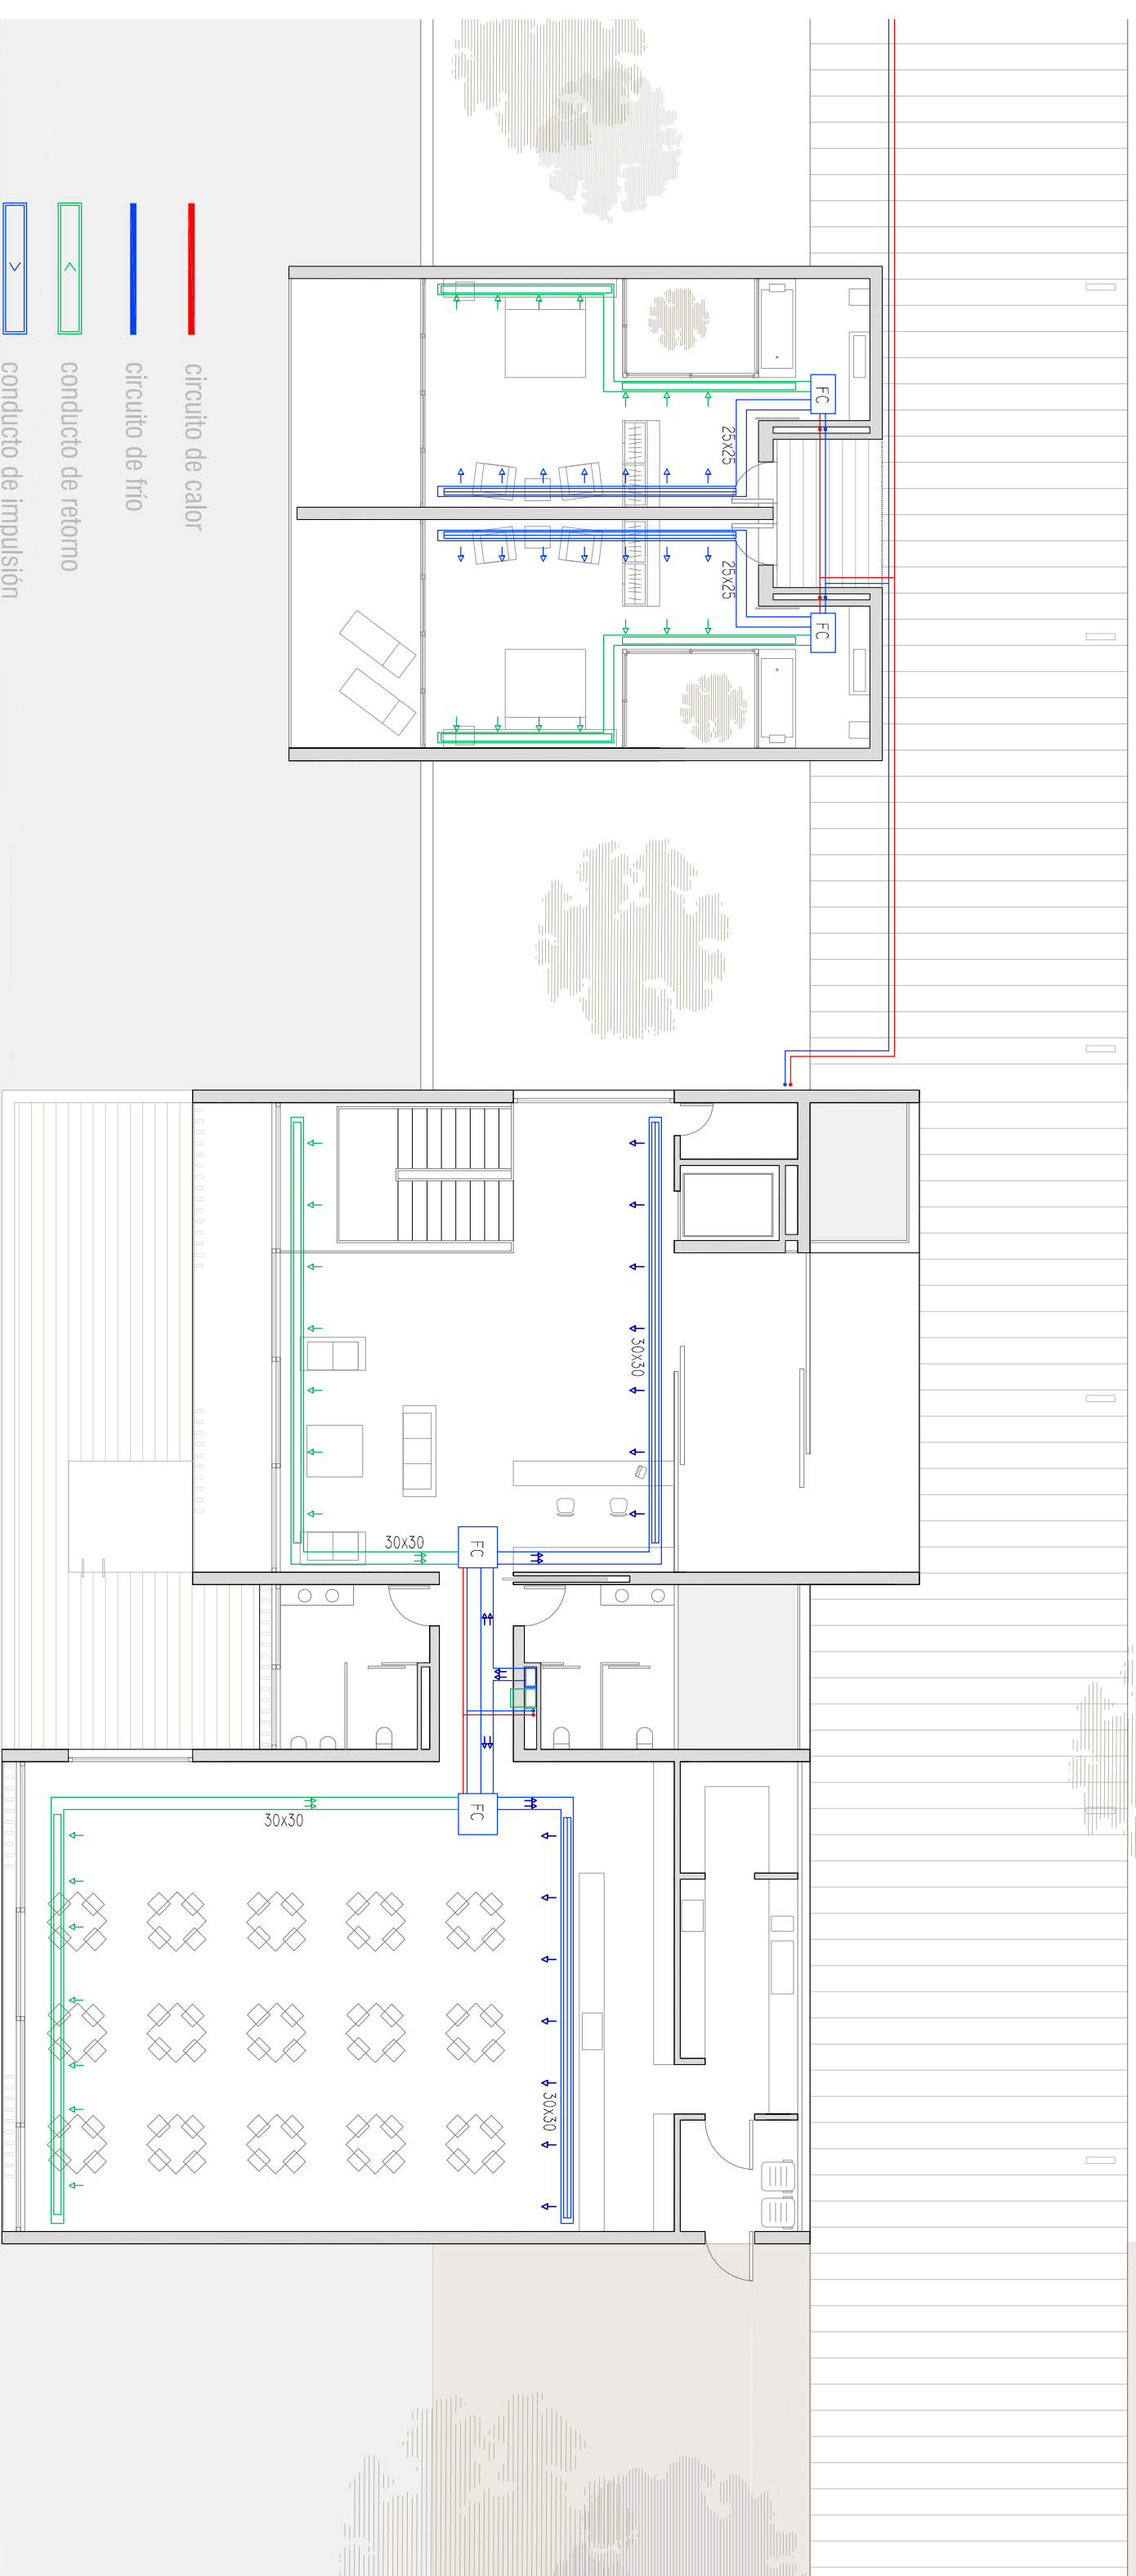 circuito de calor
circuito de frío
conducto de retorno
conducto de impulsión
FC
25x25
25x25
FC
30x30
30x30
FC
FC
30x30
30x30